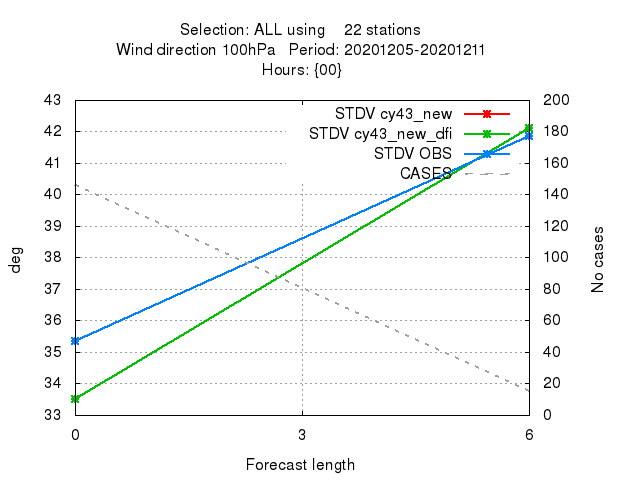 Selection: ALL using    22 stations
Wind direction 100hPa   Period: 20201205-20201211
Hours: {00}
STDV cy43_new
STDV cy43_new_dfi
STDV OBS
CASES
43
42
41
40
39
38
37
36
35
34
33
deg
200
180
160
140
120
100
80
60
40
20
0
No cases
0
3
6
Forecast length